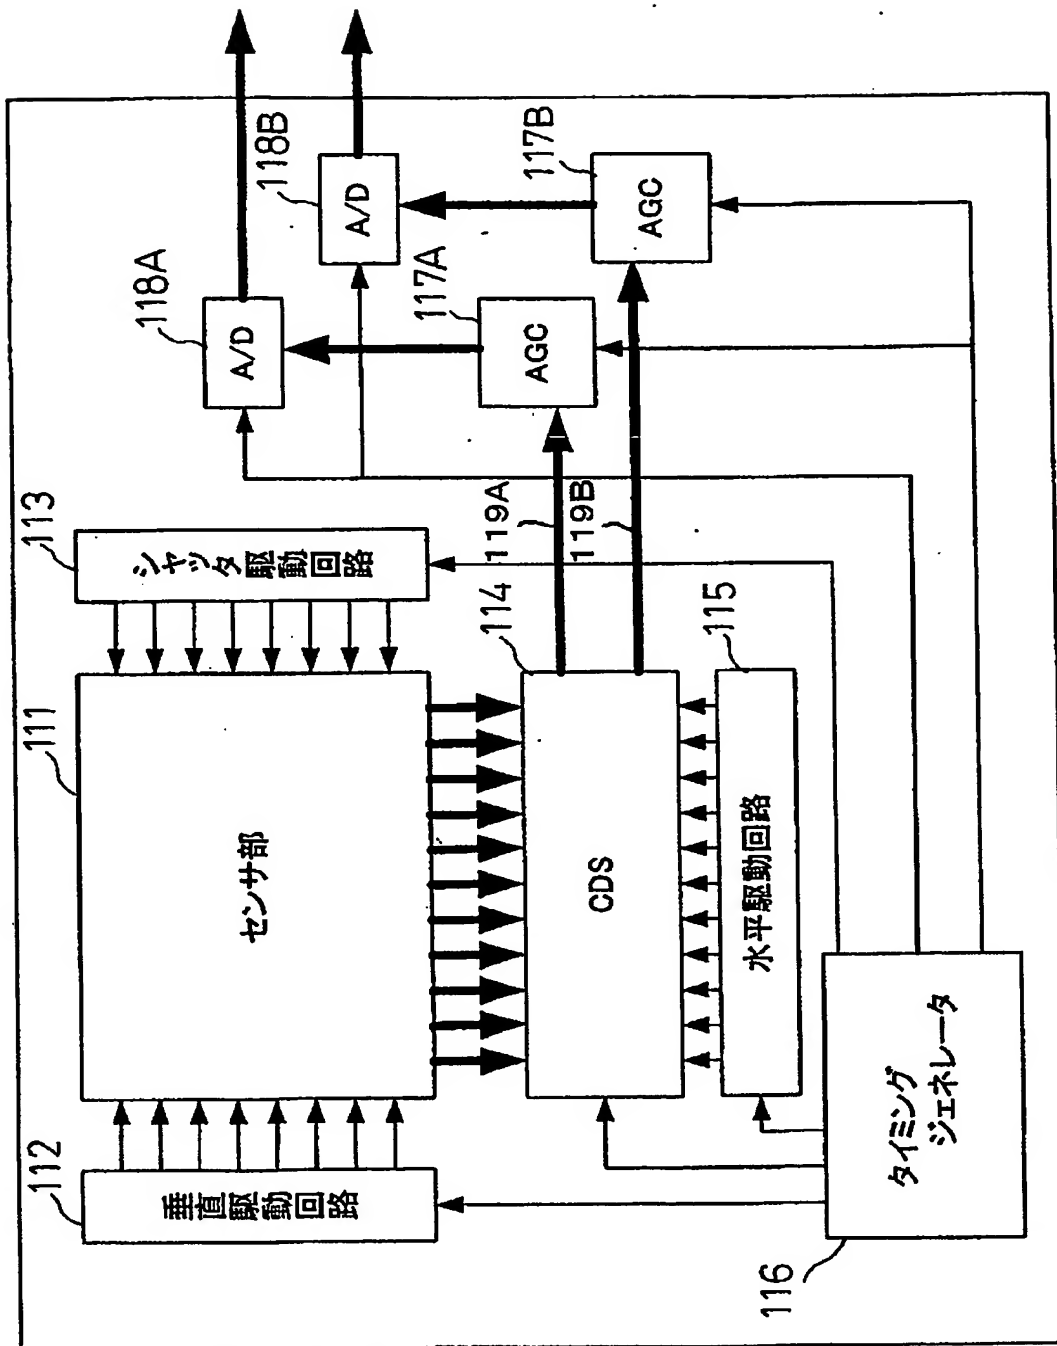 111
センサ部
112
垂直駆動回路
113
シャッタ駆動回路
114
CDS
115
水平駆動回路
116
タイミング
ジェネレータ
119A
119B
117A
AGC
117B
AGC
118A
A/D
118B
A/D